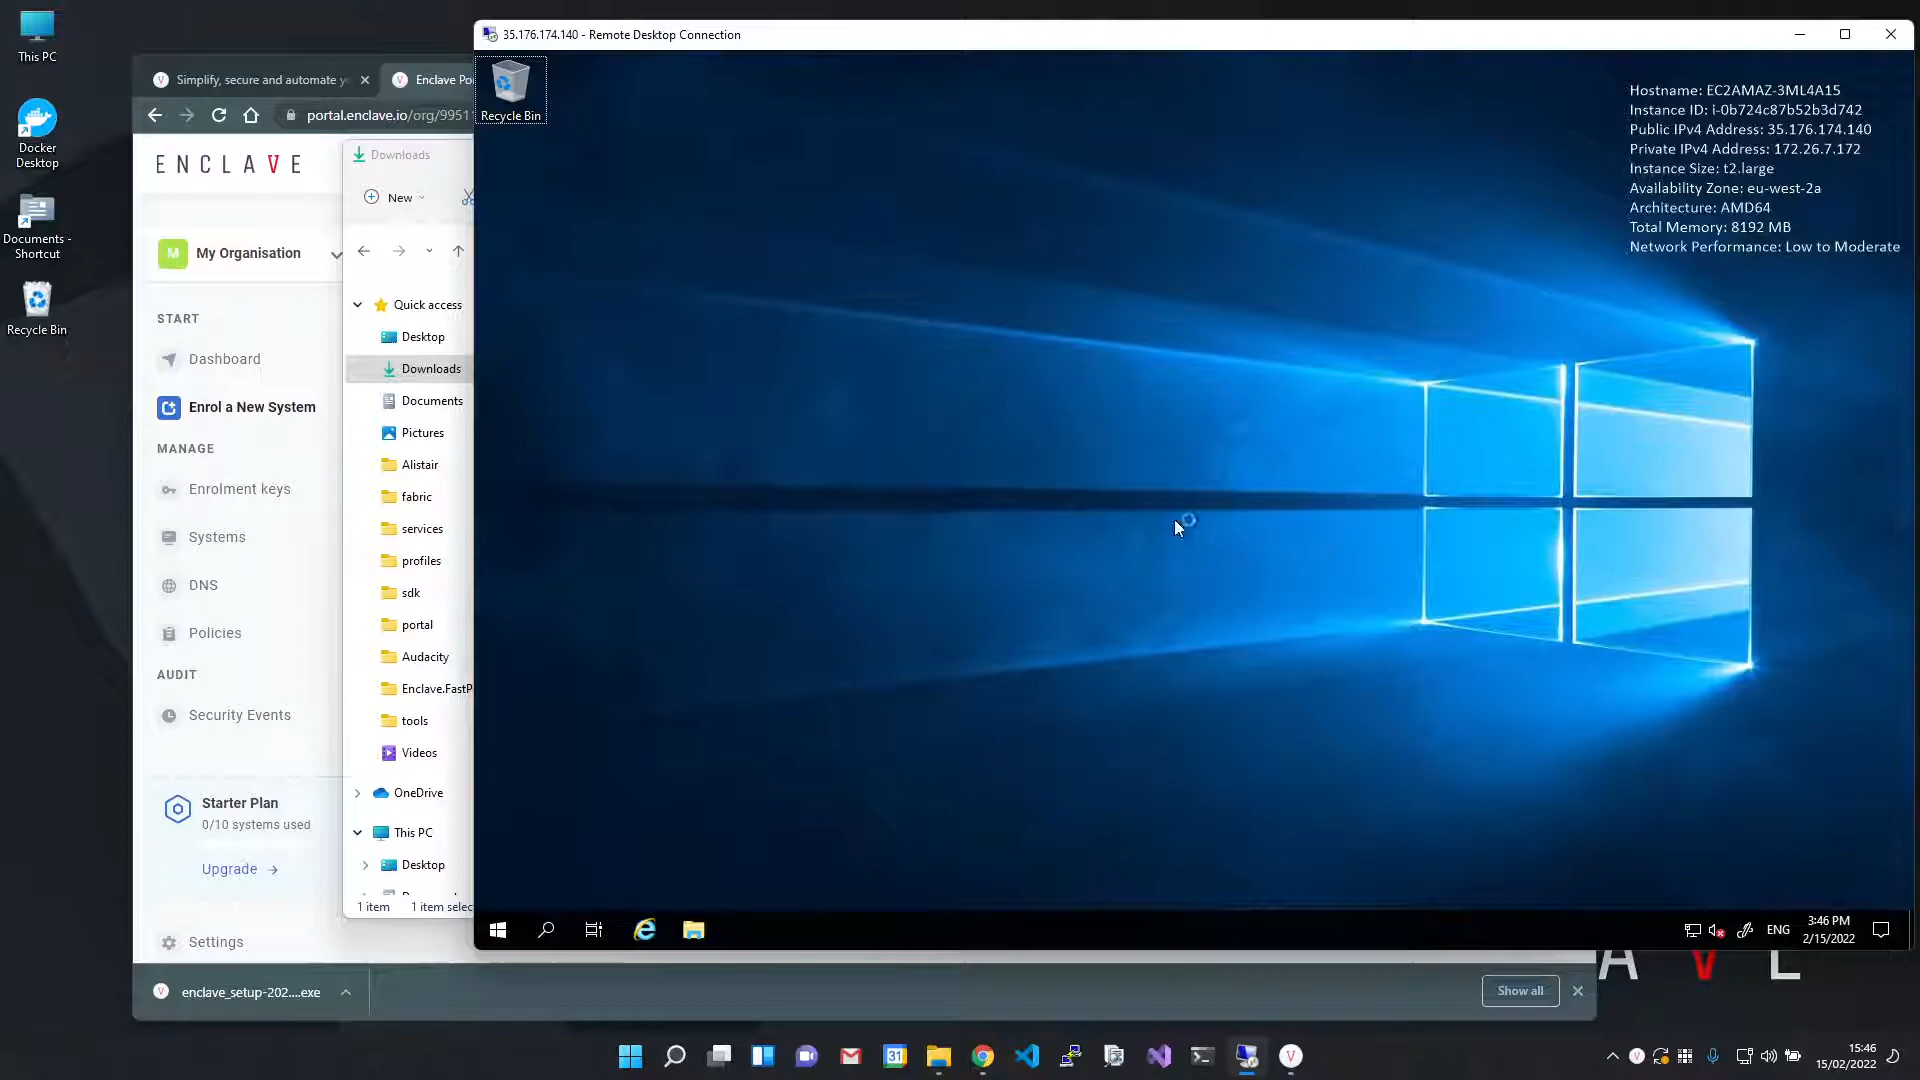 This PC
Docker
Desktop
Documents -
Shortcut
Recycle Bin
Simplify, secure and automate
Enclave Po
portal.enclave.io/org/9951
ENCLAVE
My Organisation
M
START
Dashboard
Enrol a New System
MANAGE
Enrolment keys
Systems
DNS
Policies
AUDIT
Security Events
Starter Plan
0/10 systems used
Upgrade
Settings
enclave_setup-202....exe
Show all
Downloads
New
Quick access
Desktop
Downloads
Documents
Pictures
Alistair
fabric
services
profiles
sdk
portal
Audacity
Enclave.FastP
tools
Videos
OneDrive
This PC
Desktop
1 item 1 item selec
35.176.174.140 - Remote Desktop Connection
Recycle Bin
Hostname: EC2AMAZ-3ML4A15
Instance ID: i-0b724c87b52b3d742
Public IPv4 Address: 35.176.174.140
Private IPv4 Address: 172.26.7.172
Instance Size: t2.large
Availability Zone: eu-west-2a
Architecture: AMD64
Total Memory: 8192 MB
Network Performance: Low to Moderate
ENG
3:46 PM
2/15/2022
A V E
31
15:46
15/02/2022